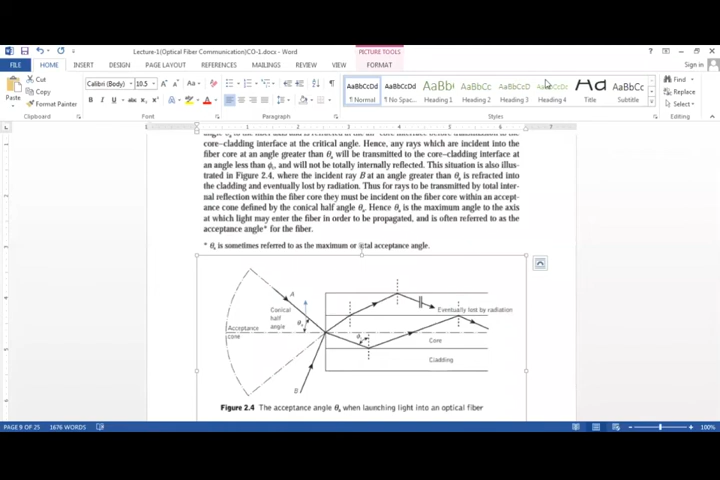 Lecture-1(Optical Fiber Communication)CO-1.docx - Word
PICTURE TOOLS
FILE HOME INSERT DESIGN PAGE LAYOUT REFERENCES MAILINGS REVIEW VIEW FORMAT Sign in
Paste
Cut
Copy
Format Painter
Clipboard
Calibri (Body) 10.5
Font
Paragraph
AaBbCcDd AaBbCcDd AaBb( AaBbCc AaBbCcD AaBbCcDc AaB AaBbCc
¶ Normal ¶ No Spac... Heading 1 Heading 2 Heading 3 Heading 4 Title Subtitle
Styles
Find
Replace
Select
Editing
core–cladding interface at the critical angle. Hence, any rays which are incident into the
fiber core at an angle greater than θa will be transmitted to the core–cladding interface at
an angle less than ϕc, and will not be totally internally reflected. This situation is also illus-
trated in Figure 2.4, where the incident ray B at an angle greater than θa is refracted into
the cladding and eventually lost by radiation. Thus for rays to be transmitted by total inter-
nal reflection within the fiber core they must be incident on the fiber core within an accept-
ance cone defined by the conical half angle θa. Hence θa is the maximum angle to the axis
at which light may enter the fiber in order to be propagated, and is often referred to as the
acceptance angle* for the fiber.
* θa is sometimes referred to as the maximum or total acceptance angle.
A
Conical
half
angle
θa
Acceptance
cone
Eventually lost by radiation
ϕc
Core
Cladding
B
Figure 2.4 The acceptance angle θa when launching light into an optical fiber
PAGE 9 OF 25 1676 WORDS 100%